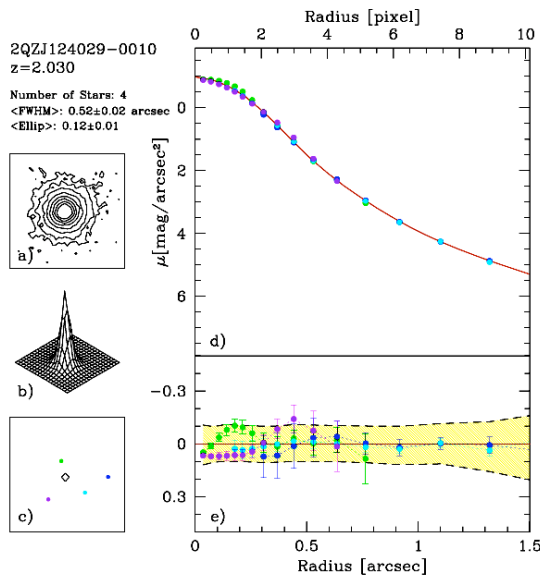 Radius [pixel]
0 2 4 6 8 10
2QZJ124029-0010
z=2.030
Number of Stars: 4
<FWHM>: 0.52±0.02 arcsec
<Ellip>: 0.12±0.01
a)
b)
c)
μ[mag/arcsec²]
0
2
4
6
d)
μ
-0.3
0
0.3
e)
0 0.5 1 1.5
Radius [arcsec]